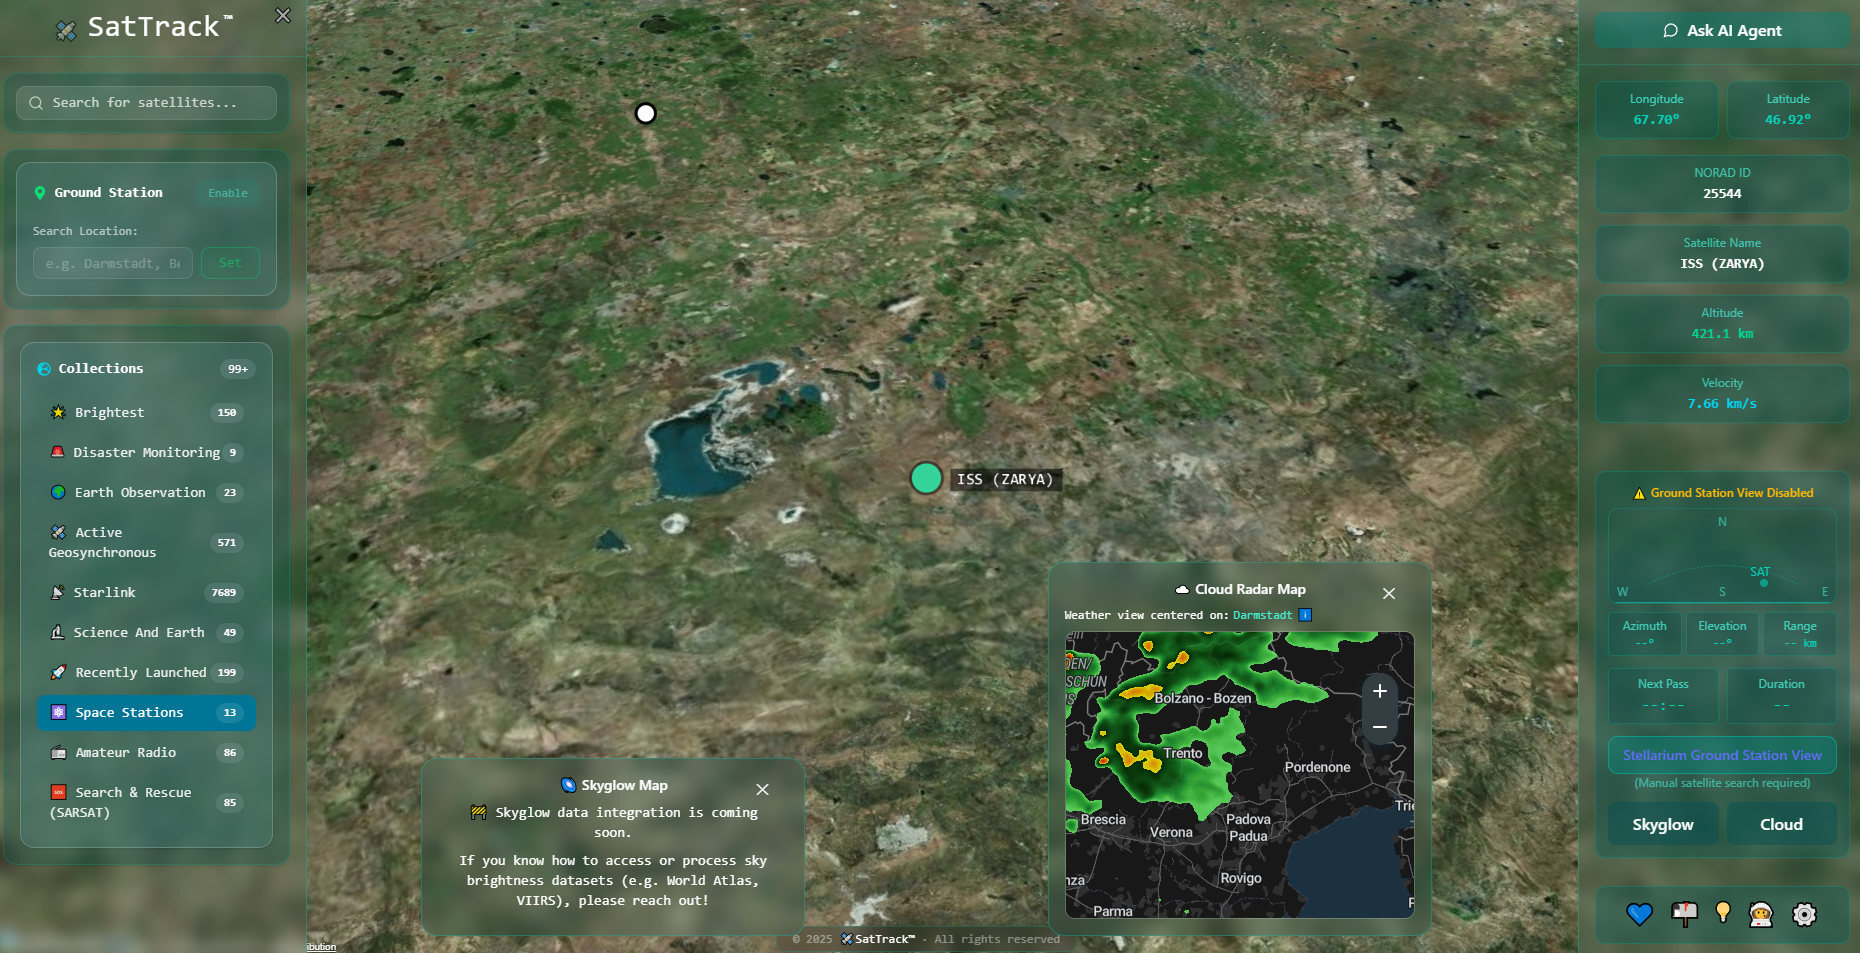 SatTrack™
Search for satellites...
Ground Station
Enable
Search Location:
e.g. Darmstadt, Be
Set
Collections
99+
Brightest
150
Disaster Monitoring
9
Earth Observation
23
Active
Geosynchronous
571
Starlink
7689
Science And Earth
49
Recently Launched
199
Space Stations
13
Amateur Radio
86
Search & Rescue
(SARSAT)
85
ISS (ZARYA)
Skyglow Map
Skyglow data integration is coming
soon.
If you know how to access or process sky
brightness datasets (e.g. World Atlas,
VIIRS), please reach out!
Cloud Radar Map
Weather view centered on: Darmstadt
DEN/
SCHÜN
Bolzano - Bozen
Trento
Pordenone
Trie
Brescia
Verona
Padova
Padua
nza
Rovigo
Parma
ibution
© 2025 SatTrack™ · All rights reserved
Ask AI Agent
Longitude
67.70°
Latitude
46.92°
NORAD ID
25544
Satellite Name
ISS (ZARYA)
Altitude
421.1 km
Velocity
7.66 km/s
Ground Station View Disabled
N
SAT
W
S
E
Azimuth
--°
Elevation
--°
Range
-- km
Next Pass
--:--
Duration
--
Stellarium Ground Station View
(Manual satellite search required)
Skyglow
Cloud